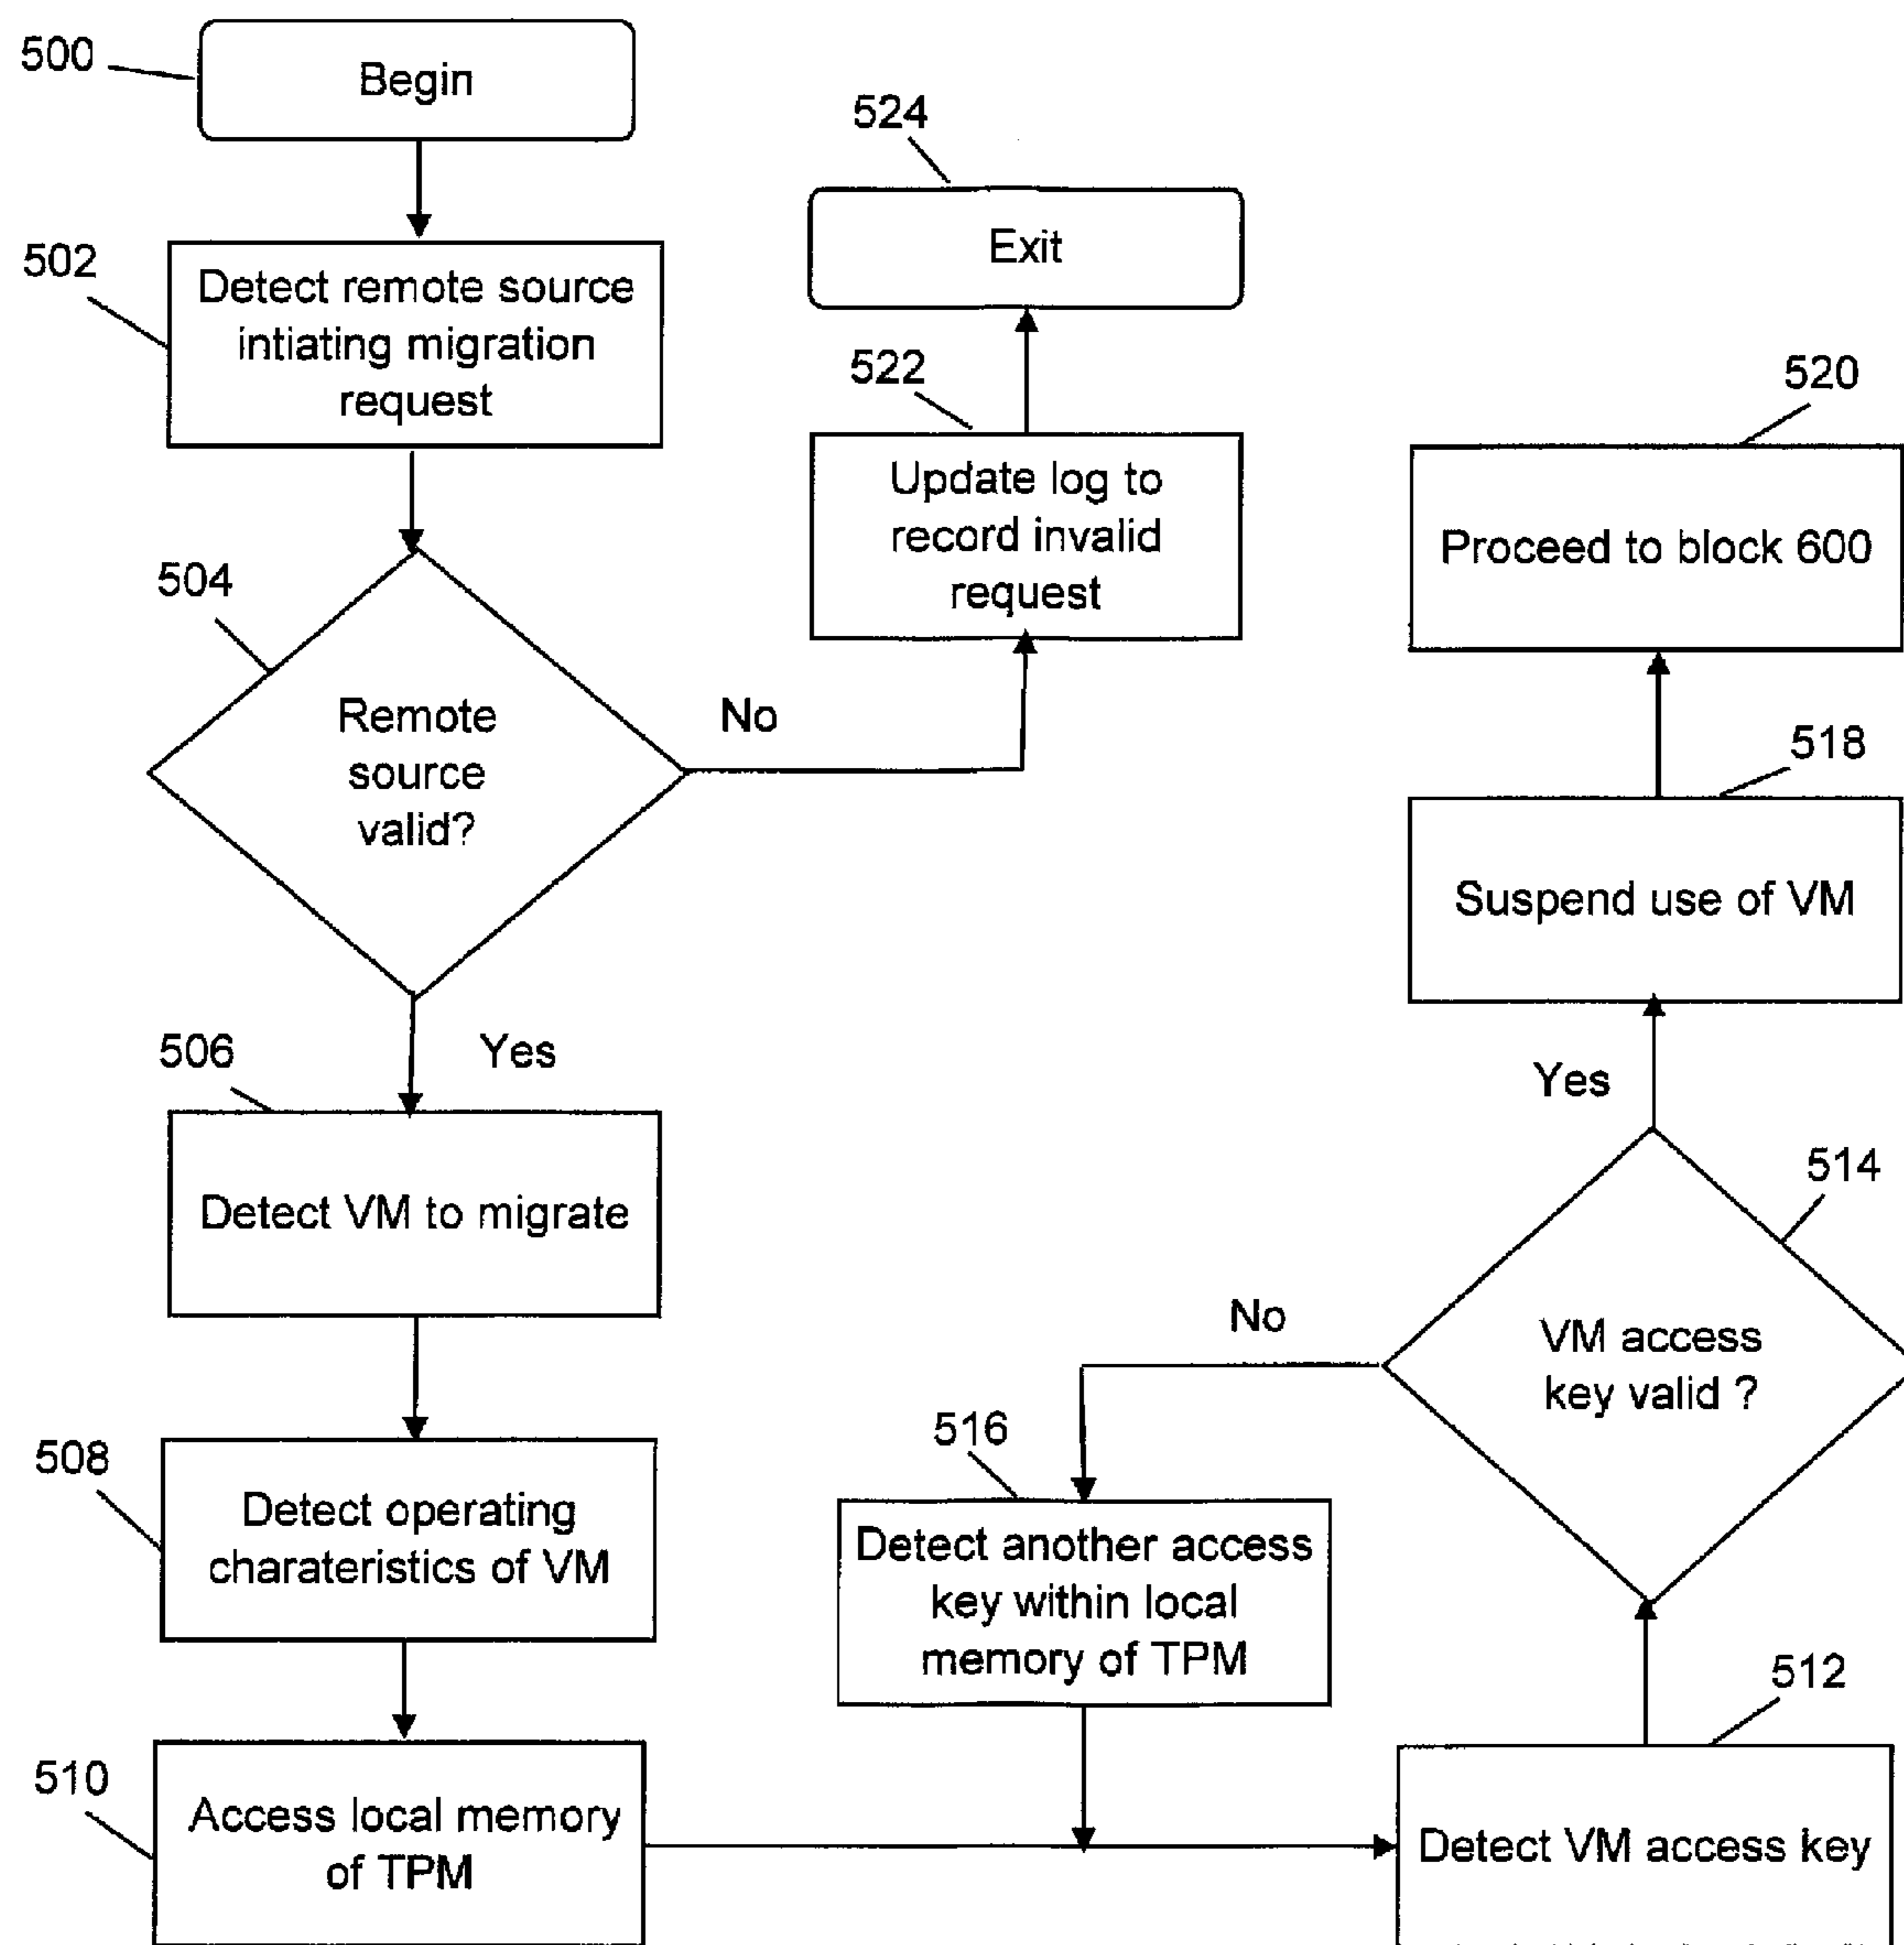 500
Begin
502
Detect remote source
intiating migration
request
504
Remote
source
valid?
No
Yes
506
Detect VM to migrate
508
Detect operating
charateristics of VM
510
Access local memory
of TPM
524
Exit
522
Update log to
record invalid
request
520
Proceed to block 600
518
Suspend use of VM
Yes
514
VM access
key valid ?
No
516
Detect another access
key within local
memory of TPM
512
Detect VM access key